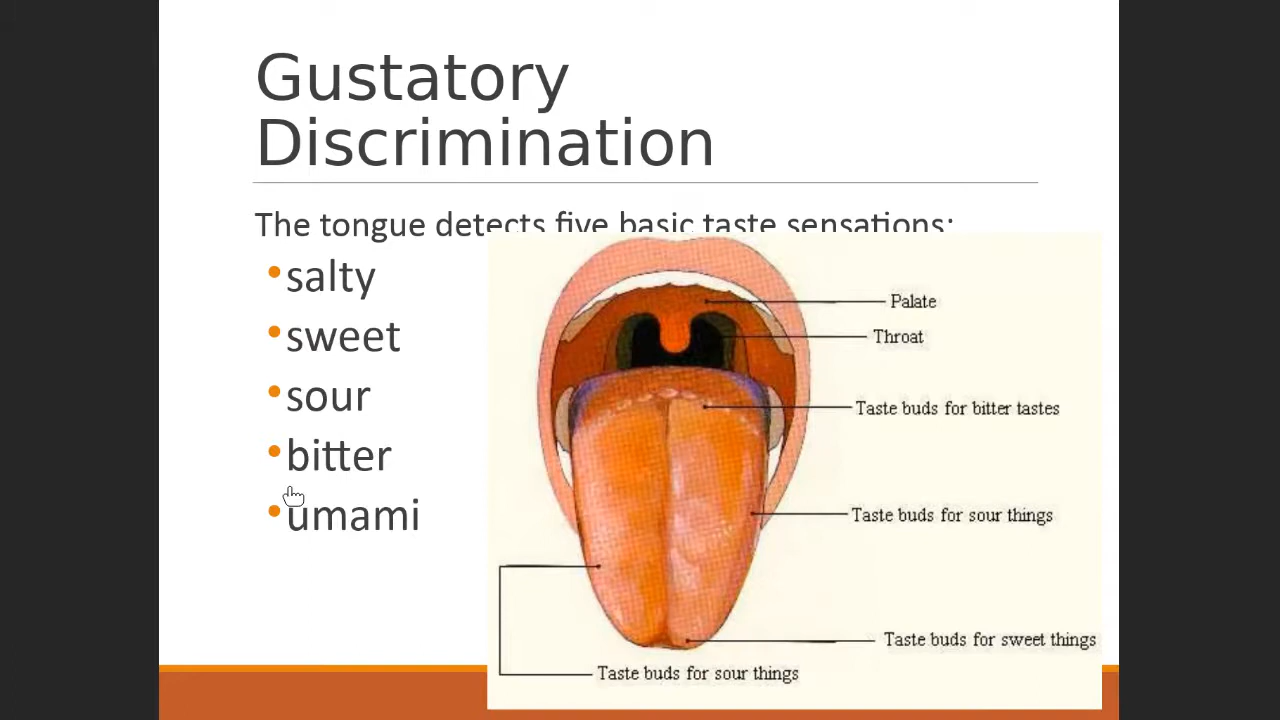 Gustatory
Discrimination
The tongue detects five basic taste sensations:
•salty
•sweet
•sour
•bitter
•umami
Palate
Throat
Taste buds for bitter tastes
Taste buds for sour things
Taste buds for sweet things
Taste buds for sour things